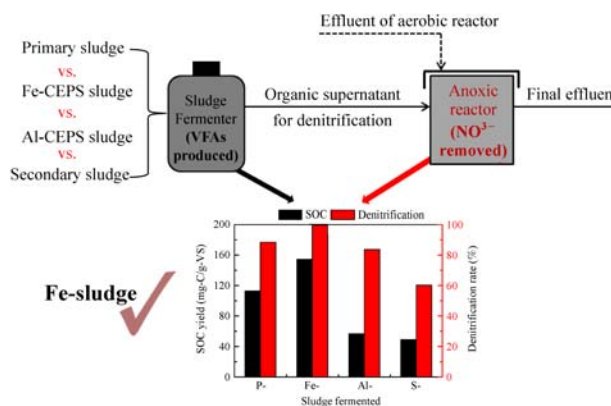 Effluent of aerobic reactor
Primary sludge
vs.
Fe-CEPS sludge
vs.
Al-CEPS sludge
vs.
Secondary sludge
Sludge
Fermenter
(VFAs
produced)
Organic supernatant
for denitrification
Anoxic
reactor
(NO³⁻
removed)
Final effluent
Fe-sludge
SOC
Denitrification
SOC yield (mg-C/g-VS)
200
160
120
80
40
0
P-
Fe-
Al-
S-
Sludge fermented
100
80
60
40
20
0
Denitrification rate (%)